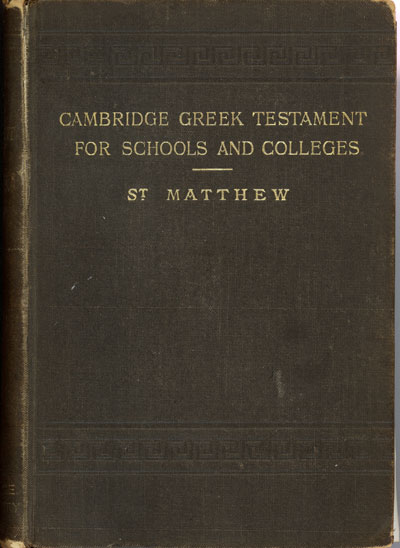 CAMBRIDGE GREEK TESTAMENT
FOR SCHOOLS AND COLLEGES
ST MATTHEW